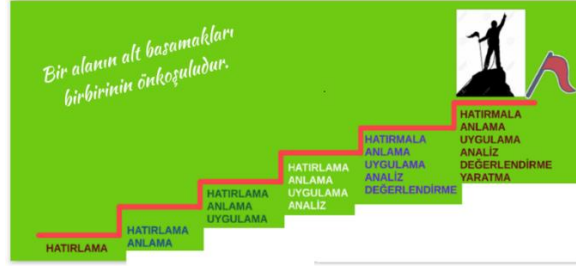 Bir alanın alt basamakları
birbirinin önkoşuludur.
HATIRLAMA
HATIRLAMA
ANLAMA
HATIRLAMA
ANLAMA
UYGULAMA
HATIRLAMA
ANLAMA
UYGULAMA
ANALİZ
HATIRMALA
ANLAMA
UYGULAMA
ANALİZ
DEĞERLENDİRME
HATIRMALA
ANLAMA
UYGULAMA
ANALİZ
DEĞERLENDİRME
YARATMA